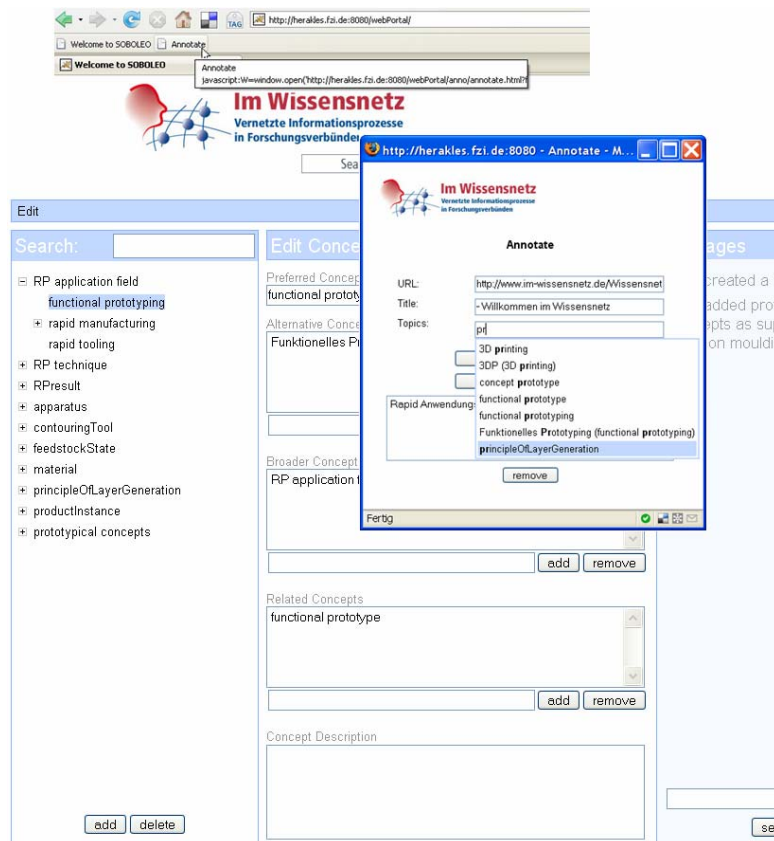 TAG
http://herakles.fzi.de:8080/webPortal/
Welcome to SOBOLEO
Annotate
Welcome to SOBOLEO
Annotate
javascript:W=window.open('http://herakles.fzi.de:8080/webPortal/anno/annotate.html?
Im Wissensnetz
Vernetzte Informationsprozesse
in Forschungsverbünden
Sea
Edit
Search:
RP application field
functional prototyping
rapid manufacturing
rapid tooling
RP technique
RPresult
apparatus
contouringTool
feedstockState
material
principleOfLayerGeneration
productInstance
prototypical concepts
add delete
Edit Conce
Preferred Concep
functional prototy
Alternative Conce
Funktionelles P
Broader Concept
RP application f
add remove
Related Concepts
functional prototype
add remove
Concept Description
http://herakles.fzi.de:8080 - Annotate - M...
Im Wissensnetz
Vernetzte Informationsprozesse
in Forschungsverbünden
Annotate
URL: http://www.im-wissensnetz.de/Wissensnet
Title: - Willkommen im Wissensnetz
Topics: pr
3D printing
3DP (3D printing)
concept prototype
functional prototype
functional prototyping
Funktionelles Prototyping (functional prototyping)
principleOfLayerGeneration
Rapid Anwendung
remove
Fertig
ages
created a
added pro
epts as su
on mouldi
se